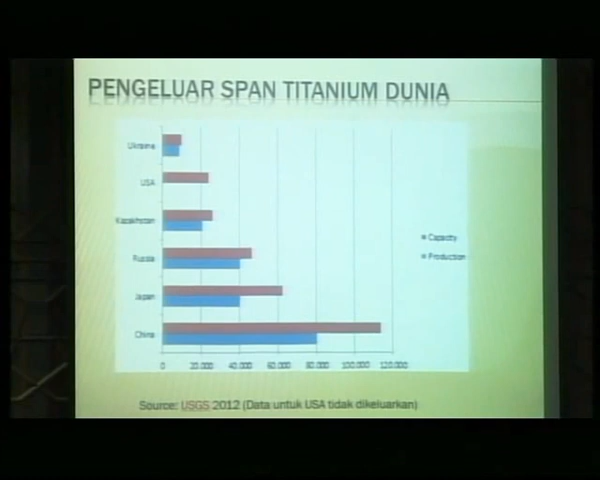 PENGELUAR SPAN TITANIUM DUNIA
Ukraine
USA
Kazakhstan
Russia
Japan
China
Capacity
Production
0 20.000 40.000 60.000 80.000 100.000 120.000
Source: USGS 2012 (Data untuk USA tidak dikeluarkan)